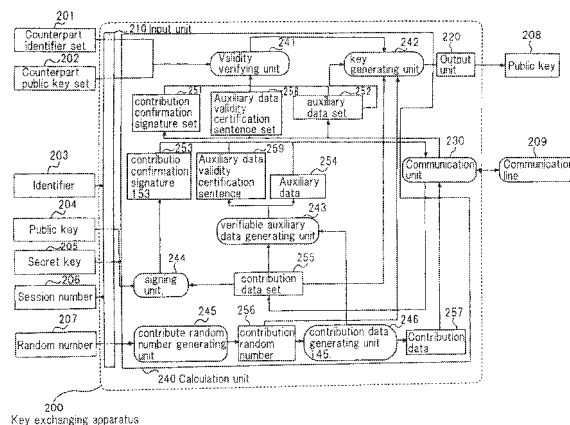 201
Counterpart
identifier set
202
Counterpart
public key set
210 Input unit
241
Validity
verifying unit
242
key
generating unit
220
Output
unit
208
Public key
251
contribution
confirmation
signature set
258
Auxiliary data
validity
certification
sentence set
252
auxiliary
data set
203
Identifier
253
contributio
confirmation
signature 153
259
Auxiliary data
validity
certification
sentence
254
Auxiliary
data
230
Communication
unit
209
Communication
line
204
Public key
205
Secret key
206
Session number
207
Random number
243
verifiable auxiliary
data generating unit
244
signing
unit
255
contribution
data set
245
contribute random
number generating
unit
256
contribution
random
number
246
contribution data
generating unit
145
257
Contribution
data
240 Calculation unit
200
Key exchanging apparatus